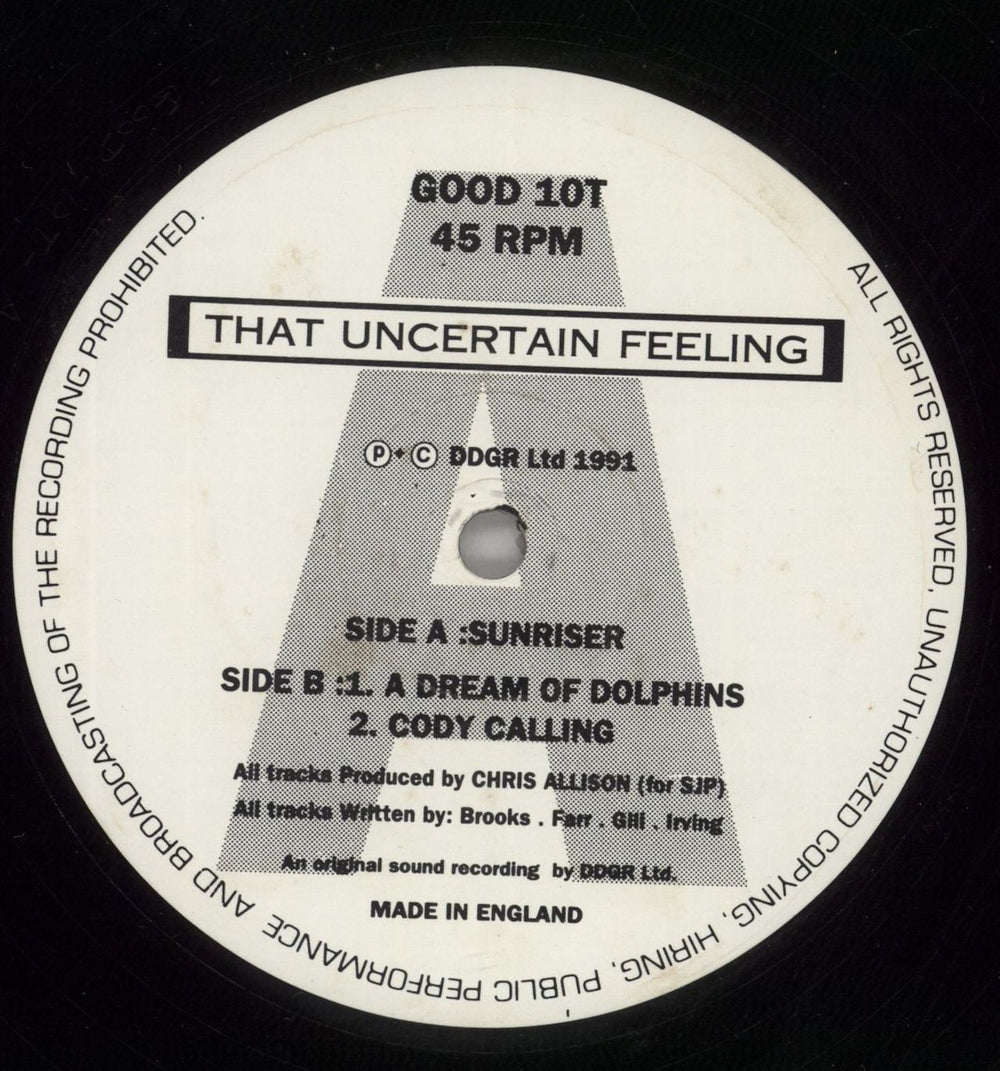 GOOD 10T
45 RPM
THAT UNCERTAIN FEELING
Ⓟ+Ⓒ DDGR Ltd 1991
SIDE A :SUNRISER
SIDE B :1. A DREAM OF DOLPHINS
2. CODY CALLING
All tracks Produced by CHRIS ALLISON (for SJP)
All tracks Written by: Brooks . Farr . Gill . Irving
An original sound recording by DDGR Ltd.
MADE IN ENGLAND
ALL RIGHTS RESERVED, UNAUTHORIZED COPYING, HIRING, PUBLIC PERFORMANCE AND BROADCASTING OF THE RECORDING PROHIBITED.
A